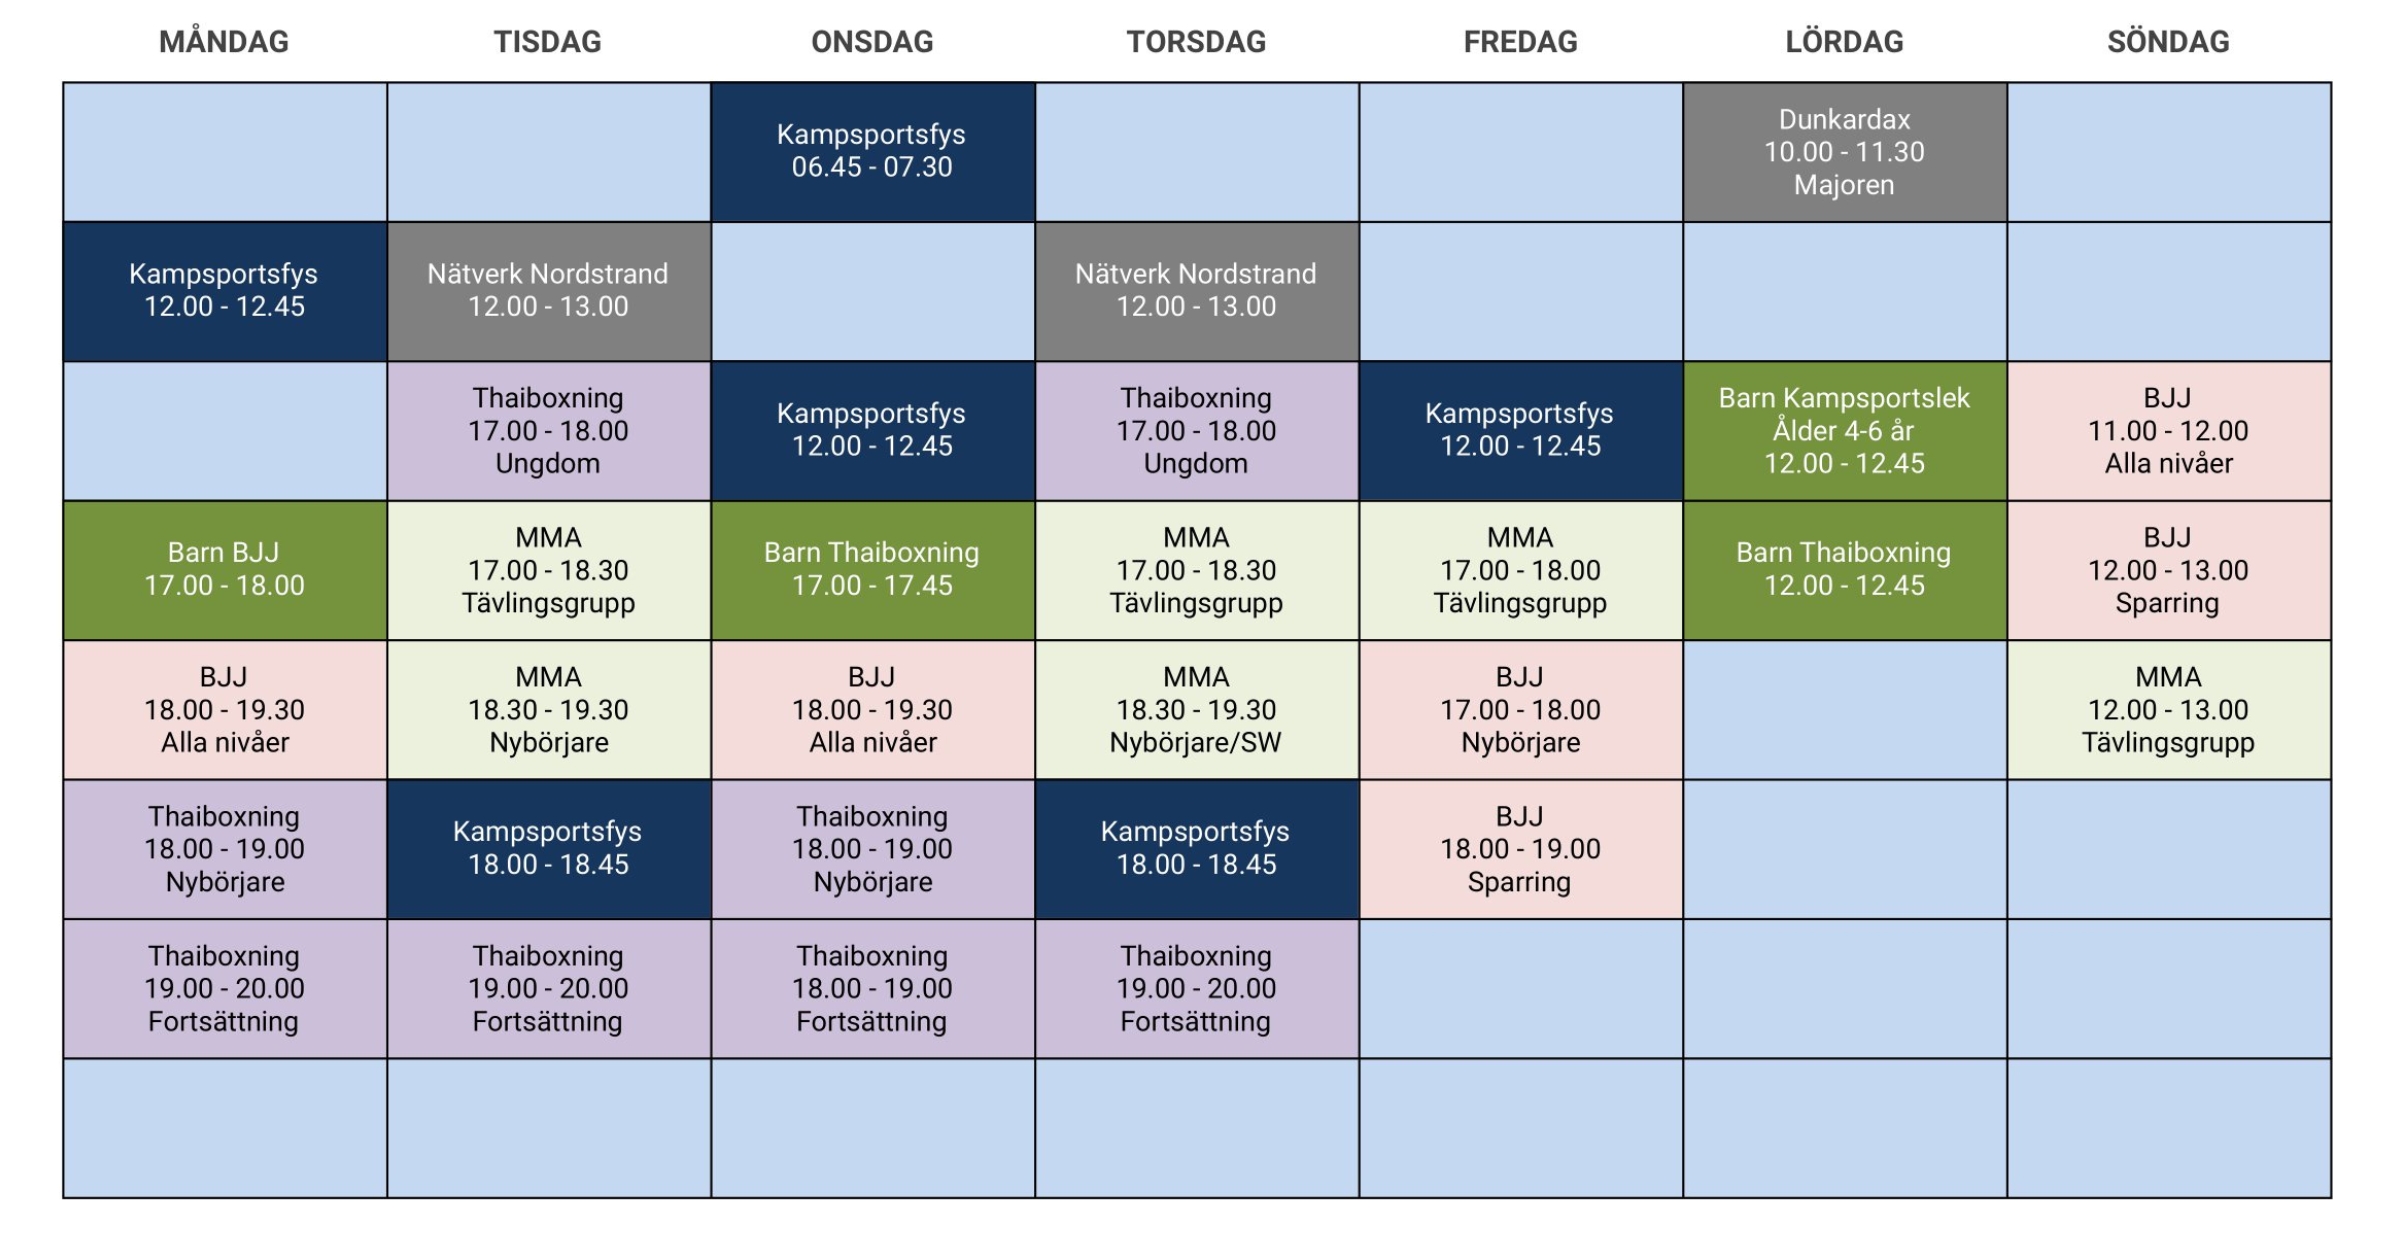 MÅNDAG
TISDAG
ONSDAG
TORSDAG
FREDAG
LÖRDAG
SÖNDAG
Kampsportsfys
06.45 - 07.30
Dunkardax
10.00 - 11.30
Majoren
Kampsportsfys
12.00 - 12.45
Nätverk Nordstrand
12.00 - 13.00
Nätverk Nordstrand
12.00 - 13.00
Thaiboxning
17.00 - 18.00
Ungdom
Kampsportsfys
12.00 - 12.45
Thaiboxning
17.00 - 18.00
Ungdom
Kampsportsfys
12.00 - 12.45
Barn Kampsportslek
Ålder 4-6 år
12.00 - 12.45
BJJ
11.00 - 12.00
Alla nivåer
Barn BJJ
17.00 - 18.00
MMA
17.00 - 18.30
Tävlingsgrupp
Barn Thaiboxning
17.00 - 17.45
MMA
17.00 - 18.30
Tävlingsgrupp
MMA
17.00 - 18.00
Tävlingsgrupp
Barn Thaiboxning
12.00 - 12.45
BJJ
12.00 - 13.00
Sparring
BJJ
18.00 - 19.30
Alla nivåer
MMA
18.30 - 19.30
Nybörjare
BJJ
18.00 - 19.30
Alla nivåer
MMA
18.30 - 19.30
Nybörjare/SW
BJJ
17.00 - 18.00
Nybörjare
MMA
12.00 - 13.00
Tävlingsgrupp
Thaiboxning
18.00 - 19.00
Nybörjare
Kampsportsfys
18.00 - 18.45
Thaiboxning
18.00 - 19.00
Nybörjare
Kampsportsfys
18.00 - 18.45
BJJ
18.00 - 19.00
Sparring
Thaiboxning
19.00 - 20.00
Fortsättning
Thaiboxning
19.00 - 20.00
Fortsättning
Thaiboxning
18.00 - 19.00
Fortsättning
Thaiboxning
19.00 - 20.00
Fortsättning